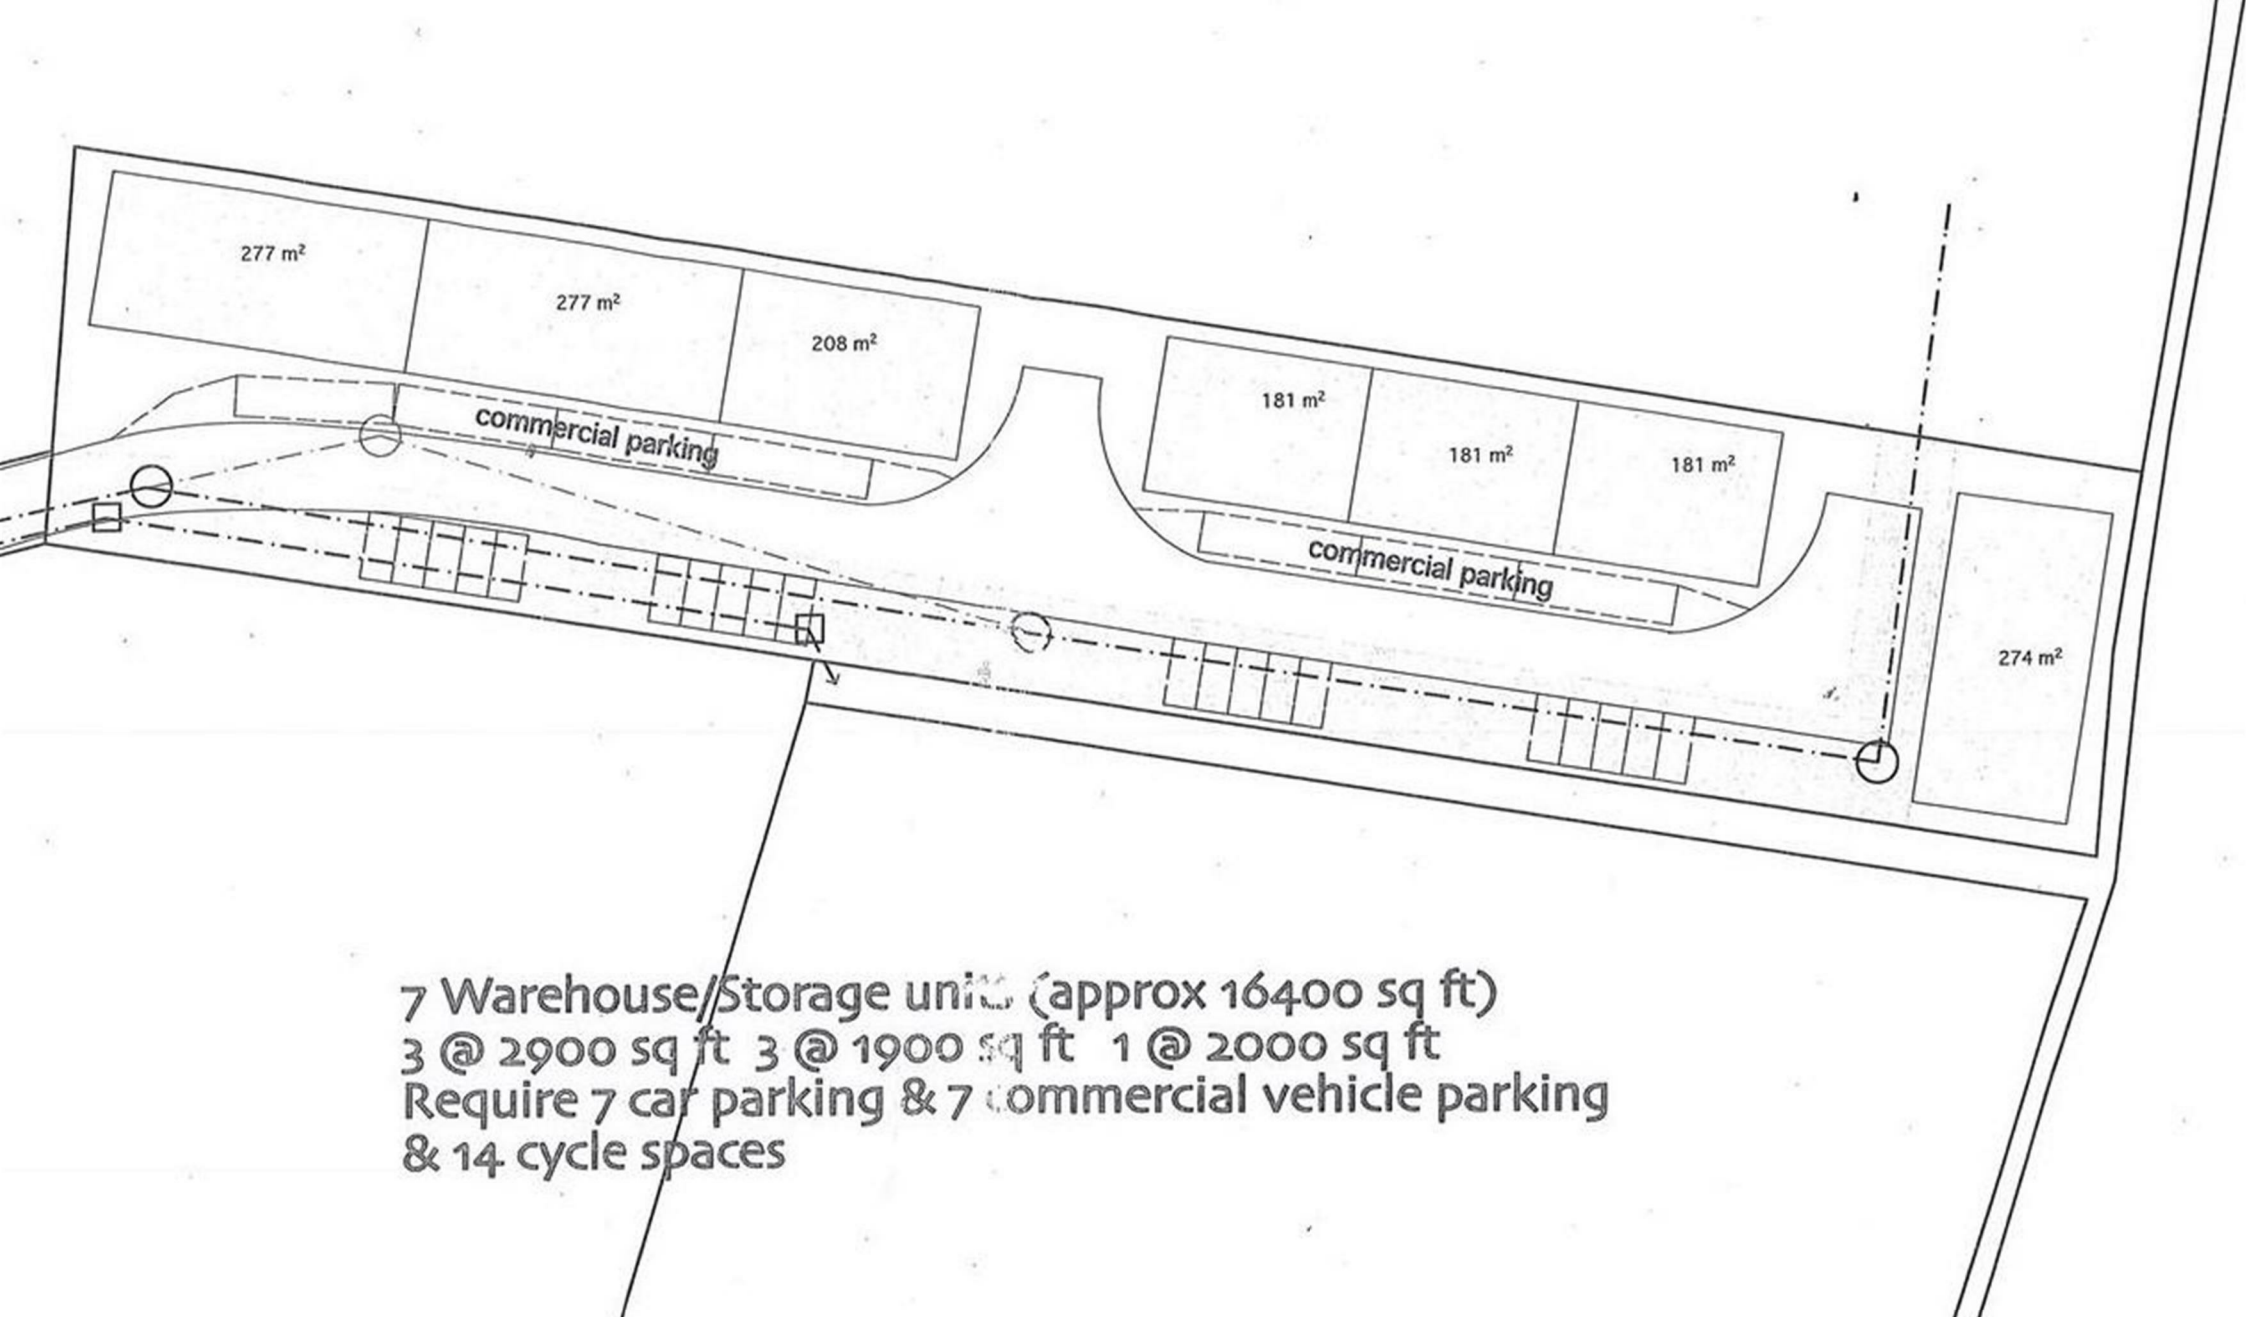 277 m²
277 m²
208 m²
181 m²
181 m²
181 m²
commercial parking
commercial parking
274 m²
7 Warehouse/Storage units (approx 16400 sq ft)
3 @ 2900 sq ft 3 @ 1900 sq ft 1 @ 2000 sq ft
Require 7 car parking & 7 commercial vehicle parking
& 14 cycle spaces